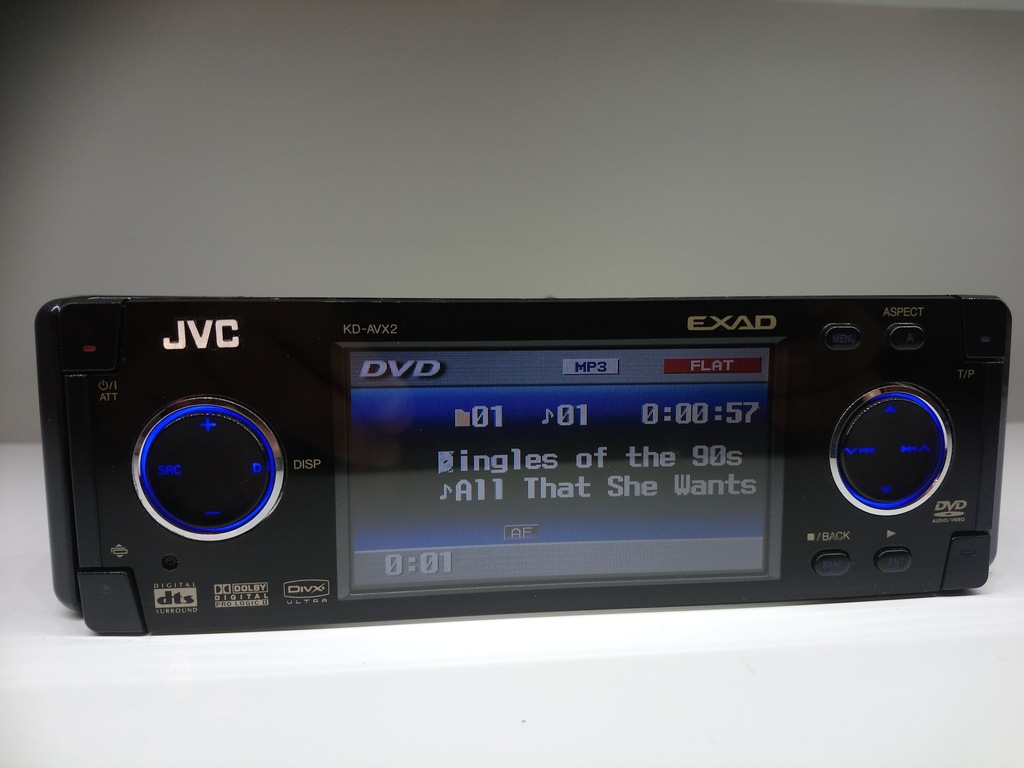 JVC
KD-AVX2
EXAD
ASPECT
MENU
A
T/P
ATT
DVD
MP3
FLAT
01
01
0:00:57
ingles of the 90s
All That She Wants
AF
0:01
+
SRC
D
DISP
DVD
AUDIO/VIDEO
/BACK
BAND
ENT
DIGITAL
dts
SURROUND
DOLBY
DIGITAL
PRO LOGIC II
DIVX
ULTRA